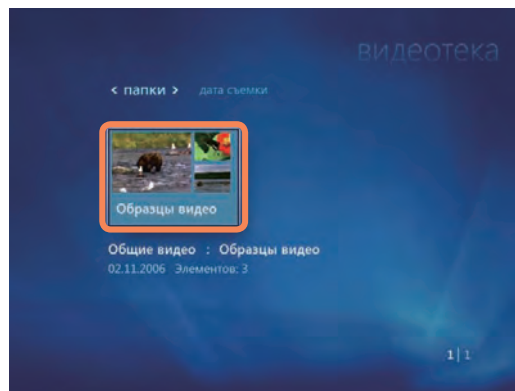 видеотека
< папки > дата съемки
Образцы видео
Общие видео : Образцы видео
02.11.2006 Элементов: 3
1 | 1